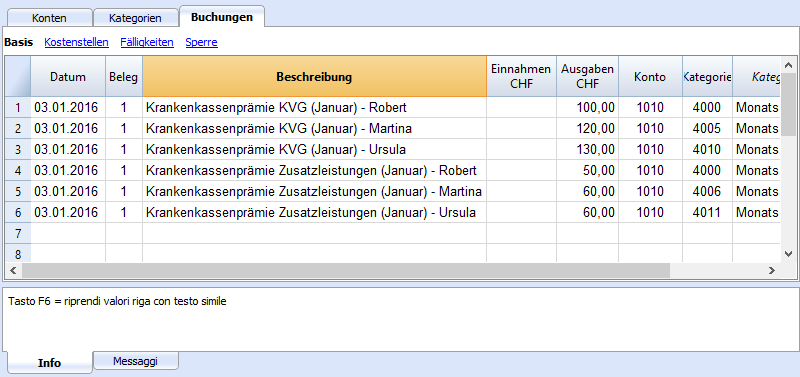 Konten Kategorien Buchungen
Basis Kostenstellen Fälligkeiten Sperre
Datum Beleg Beschreibung Einnahmen CHF Ausgaben CHF Konto Kategorie Kateg
1 03.01.2016 1 Krankenkassenprämie KVG (Januar) - Robert 100,00 1010 4000 Monats
2 03.01.2016 1 Krankenkassenprämie KVG (Januar) - Martina 120,00 1010 4005 Monats
3 03.01.2016 1 Krankenkassenprämie KVG (Januar) - Ursula 130,00 1010 4010 Monats
4 03.01.2016 1 Krankenkassenprämie Zusatzleistungen (Januar) - Robert 50,00 1010 4000 Monats
5 03.01.2016 1 Krankenkassenprämie Zusatzleistungen (Januar) - Martina 60,00 1010 4006 Monats
6 03.01.2016 1 Krankenkassenprämie Zusatzleistungen (Januar) - Ursula 60,00 1010 4011 Monats
7
8
Tasto F6 = riprendi valori riga con testo simile
Info Messaggi